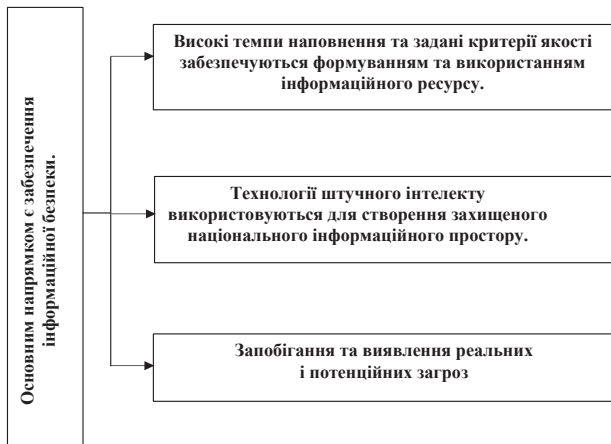 Основним напрямком є забезпечення
інформаційної безпеки.
Високі темпи наповнення та задані критерії якості
забезпечуються формуванням та використанням
інформаційного ресурсу.
Технології штучного інтелекту
використовуються для створення захищеного
національного інформаційного простору.
Запобігання та виявлення реальних
і потенційних загроз